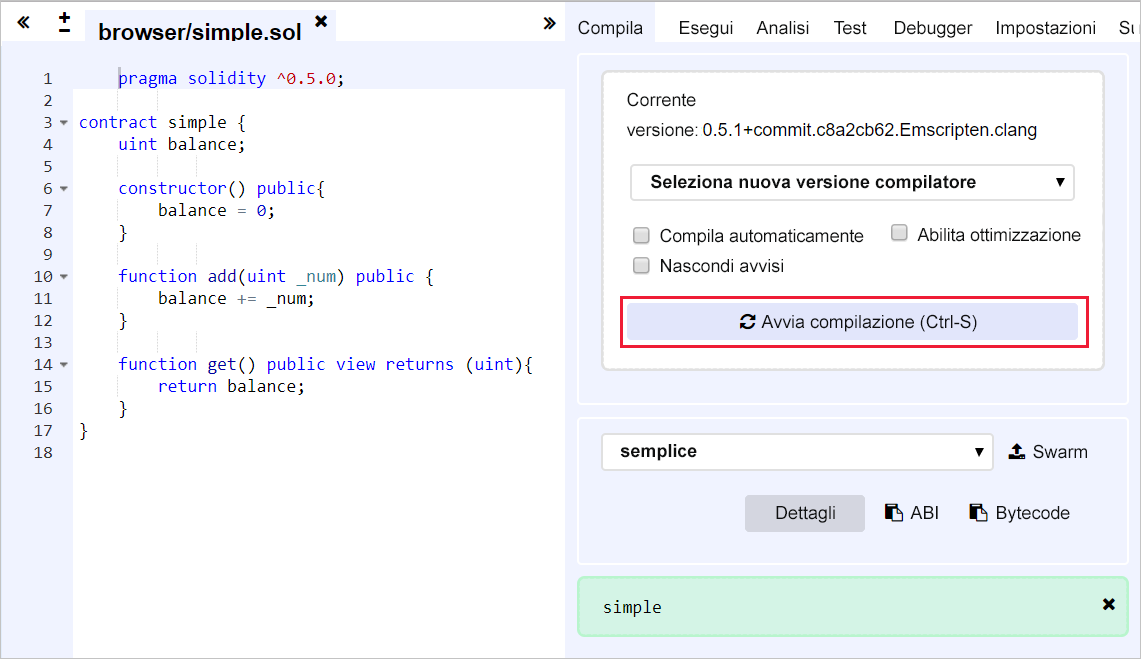 browser/simple.sol
1 pragma solidity ^0.5.0;
2
3 contract simple {
4 uint balance;
5
6 constructor() public{
7 balance = 0;
8 }
9
10 function add(uint _num) public {
11 balance += _num;
12 }
13
14 function get() public view returns (uint){
15 return balance;
16 }
17 }
18
Compila Esegui Analisi Test Debugger Impostazioni
Corrente
versione: 0.5.1+commit.c8a2cb62.Emscripten.clang
Seleziona nuova versione compilatore
Compila automaticamente Abilita ottimizzazione
Nascondi avvisi
Avvia compilazione (Ctrl-S)
semplice Swarm
Dettagli ABI Bytecode
simple